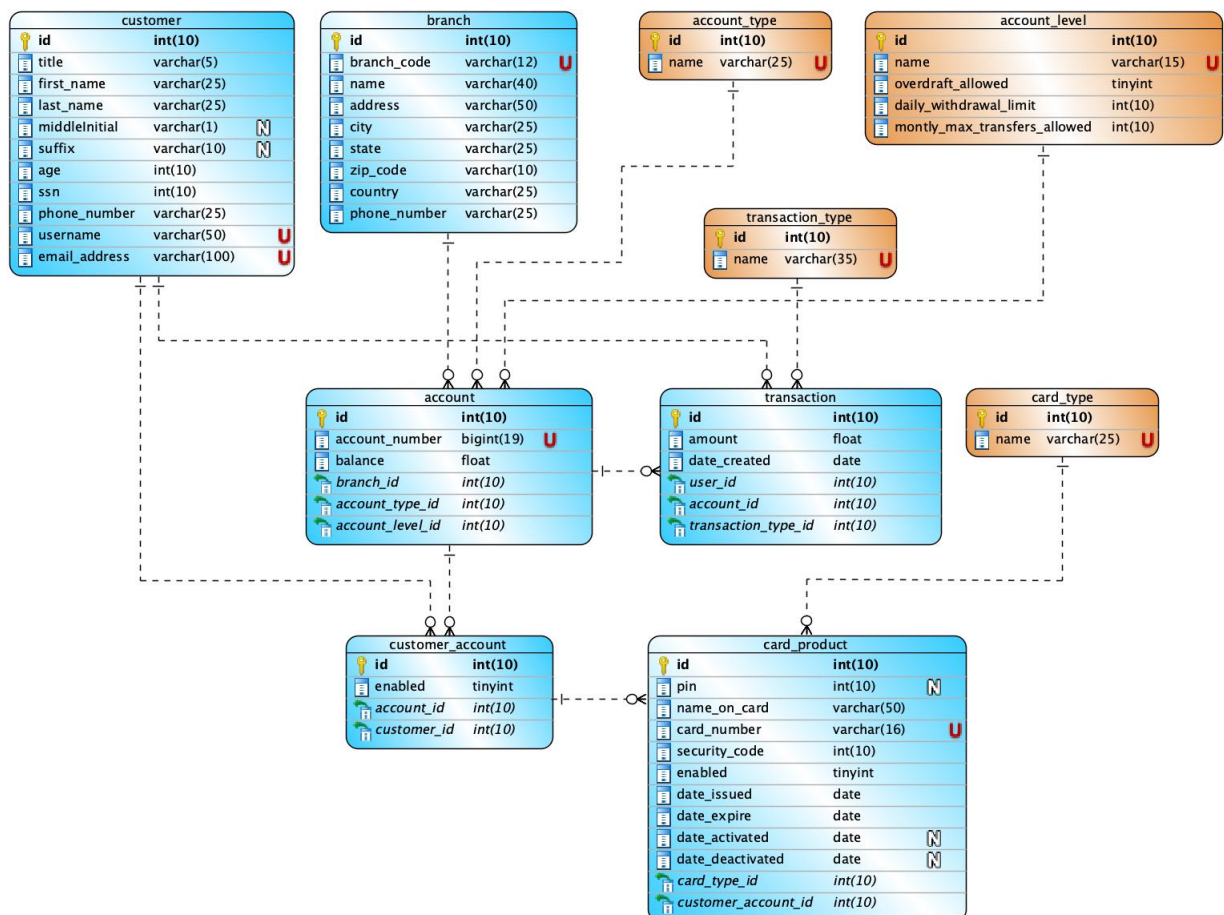 customer
id int(10)
title varchar(5)
first_name varchar(25)
last_name varchar(25)
middleInitial varchar(1) N
suffix varchar(10) N
age int(10)
ssn int(10)
phone_number varchar(25)
username varchar(50) U
email_address varchar(100) U
branch
id int(10)
branch_code varchar(12) U
name varchar(40)
address varchar(50)
city varchar(25)
state varchar(25)
zip_code varchar(10)
country varchar(25)
phone_number varchar(25)
account_type
id int(10)
name varchar(25) U
account_level
id int(10)
name varchar(15) U
overdraft_allowed tinyint
daily_withdrawal_limit int(10)
montly_max_transfers_allowed int(10)
transaction_type
id int(10)
name varchar(35) U
account
id int(10)
account_number bigint(19) U
balance float
branch_id int(10)
account_type_id int(10)
account_level_id int(10)
transaction
id int(10)
amount float
date_created date
user_id int(10)
account_id int(10)
transaction_type_id int(10)
card_type
id int(10)
name varchar(25) U
customer_account
id int(10)
enabled tinyint
account_id int(10)
customer_id int(10)
card_product
id int(10)
pin int(10) N
name_on_card varchar(50)
card_number varchar(16) U
security_code int(10)
enabled tinyint
date_issued date
date_expire date
date_activated date N
date_deactivated date N
card_type_id int(10)
customer_account_id int(10)